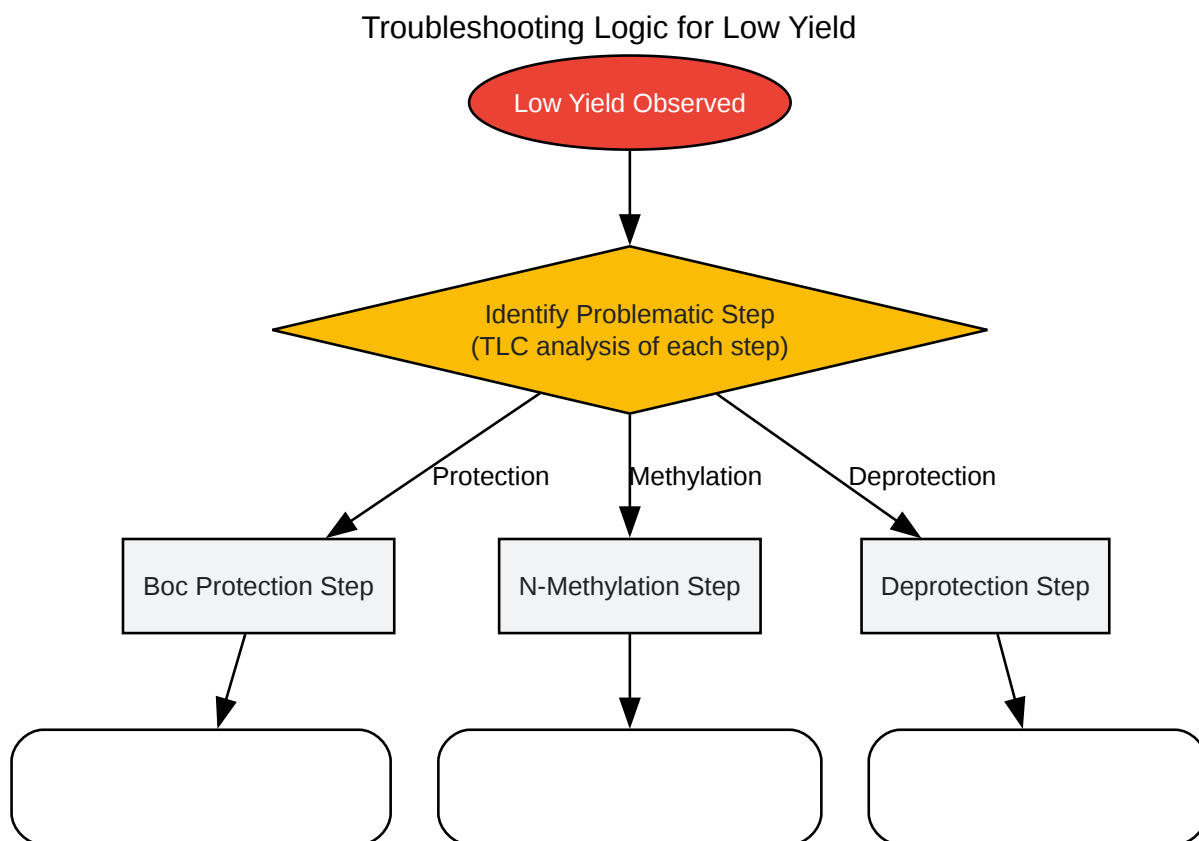 Troubleshooting Logic for Low Yield
Low Yield Observed
Identify Problematic Step
(TLC analysis of each step)
Protection
Methylation
Deprotection
Boc Protection Step
N-Methylation Step
Deprotection Step